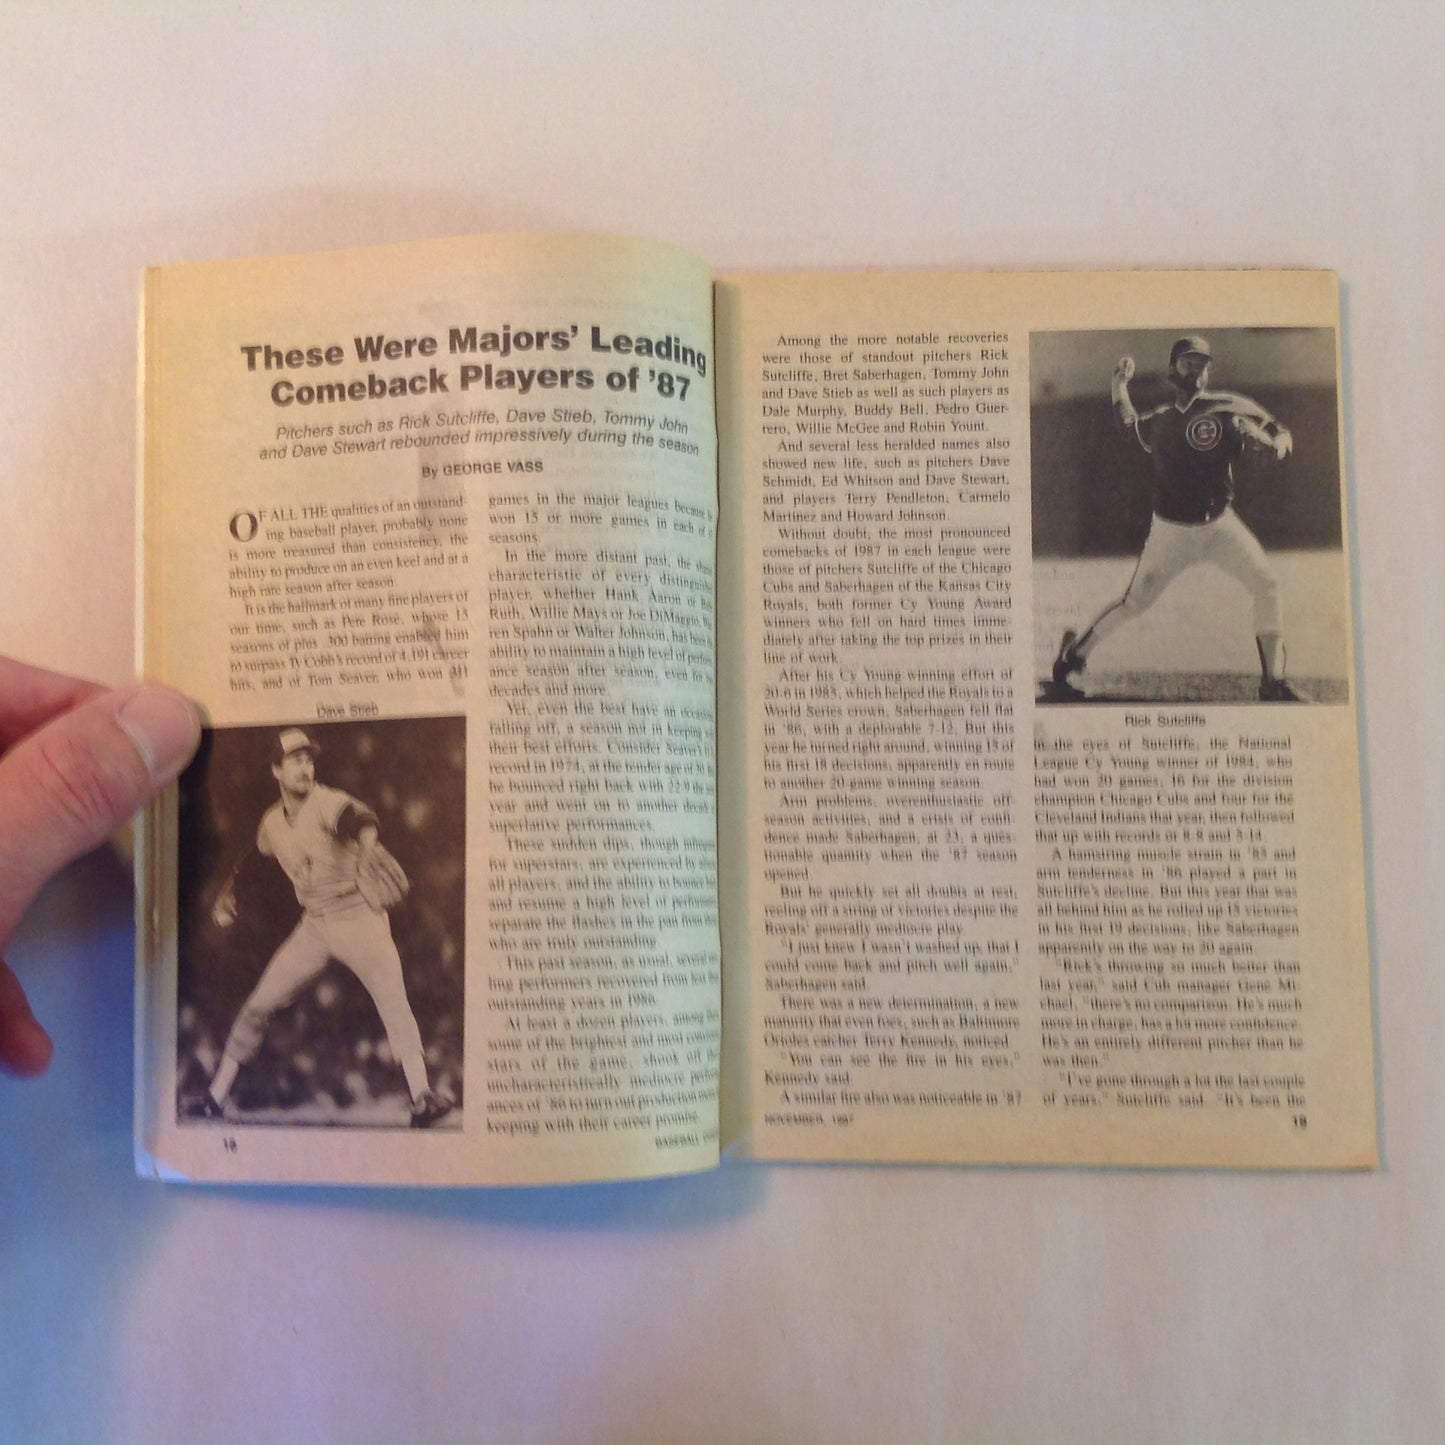 These Were Majors' Leading
Comeback Players of '87
Pitchers such as Rick Sutcliffe, Dave Stieb, Tommy John
and Dave Stewart rebounded impressively during the season
By GEORGE VASS
OF ALL THE qualities of an outstand-
ing baseball player, probably none
is more treasured than consistency, the
ability to produce on an even keel and at a
high rate season after season.
It is the hallmark of many fine players of
our time, such as Pete Rose, whose 15
seasons of plus .300 batting enabled him
to surpass Ty Cobb's record of 4,191 career
hits, and of Tom Seaver, who won 311
Dave Stieb
18
games in the major leagues because he
won 15 or more games in each of
seasons.
In the more distant past, the
characteristic of every
player, whether Hank Aaron or Babe
Ruth, Willie Mays or Joe DiMaggio,
ren Spahn or Walter Johnson, has been
ability to maintain a high level of
ance season after season, even for
decades and more.
Yet, even the best have an
falling off, a season not in keeping
their best efforts. Consider Seaver's
record in 1974, at the tender age of
he bounced right back with 22-9 the
year and went on to another decade
superlative performances.
These sudden dips, though
for superstars, are experienced by
all players, and the ability to bounce
and resume a high level of
separate the flashes in the pan from
who are truly outstanding.
This past season, as usual, several
ling performers recovered from less than
outstanding years in 1986.
At least a dozen players, among
some of the brightest and most
stars of the game, shook off
uncharacteristically mediocre
ances of '86 to turn out production
keeping with their career promise.
BASEBALL
Among the more notable recoveries
were those of standout pitchers Rick
Sutcliffe, Bret Saberhagen, Tommy John
and Dave Stieb as well as such players as
Dale Murphy, Buddy Bell, Pedro Guer-
rero, Willie McGee and Robin Yount.
And several less heralded names also
showed new life, such as pitchers Dave
Schmidt, Ed Whitson and Dave Stewart,
and players Terry Pendleton, Carmelo
Martinez and Howard Johnson.
Without doubt, the most pronounced
comebacks of 1987 in each league were
those of pitchers Sutcliffe of the Chicago
Cubs and Saberhagen of the Kansas City
Royals, both former Cy Young Award
winners who fell on hard times imme-
diately after taking the top prizes in their
line of work.
After his Cy Young-winning effort of
20-6 in 1985, which helped the Royals to a
World Series crown, Saberhagen fell flat
in '86, with a deplorable 7-12. But this
year he turned right around, winning 15 of
his first 18 decisions, apparently en route
to another 20-game winning season.
Arm problems, overenthusiastic off-
season activities, and a crisis of confi-
dence made Saberhagen, at 23, a ques-
tionable quantity when the '87 season
opened.
But he quickly set all doubts at rest,
reeling off a string of victories despite the
Royals' generally mediocre play.
"I just knew I wasn't washed up, that I
could come back and pitch well again,"
Saberhagen said.
There was a new determination, a new
maturity that even foes, such as Baltimore
Orioles catcher Terry Kennedy, noticed.
"You can see the fire in his eyes,"
Kennedy said.
A similar fire also was noticeable in '87
NOVEMBER, 1987
Rick Sutcliffe
in the eyes of Sutcliffe, the National
League Cy Young winner of 1984, who
had won 20 games, 16 for the division
champion Chicago Cubs and four for the
Cleveland Indians that year, then followed
that up with records of 8-8 and 5-14.
A hamstring muscle strain in '85 and
arm tenderness in '86 played a part in
Sutcliffe's decline. But this year that was
all behind him as he rolled up 15 victories
in his first 19 decisions, like Saberhagen
apparently on the way to 20 again.
"Rick's throwing so much better than
last year," said Cub manager Gene Mi-
chael, "there's no comparison. He's much
more in charge, has a lot more confidence.
He's an entirely different pitcher than he
was then."
"I've gone through a lot the last couple
of years," Sutcliffe said. "It's been the
19